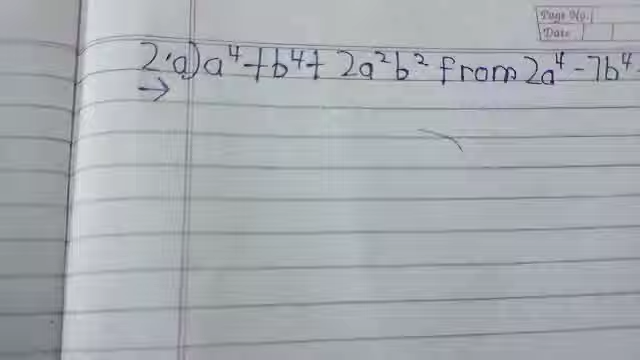 Page No.
Date
2.a) a⁴+b⁴+ 2a²b² from 2a⁴-7b⁴
→